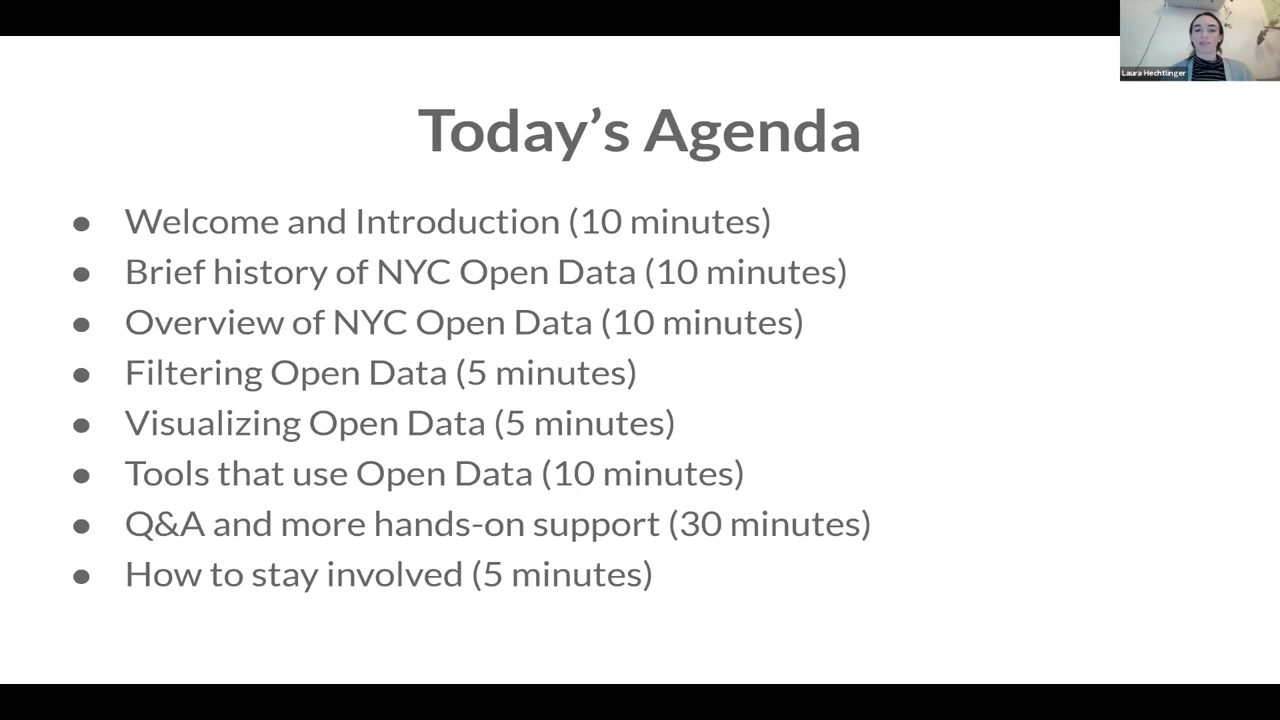 Laura Hechtlinger
Today’s Agenda
● Welcome and Introduction (10 minutes)
● Brief history of NYC Open Data (10 minutes)
● Overview of NYC Open Data (10 minutes)
● Filtering Open Data (5 minutes)
● Visualizing Open Data (5 minutes)
● Tools that use Open Data (10 minutes)
● Q&A and more hands-on support (30 minutes)
● How to stay involved (5 minutes)